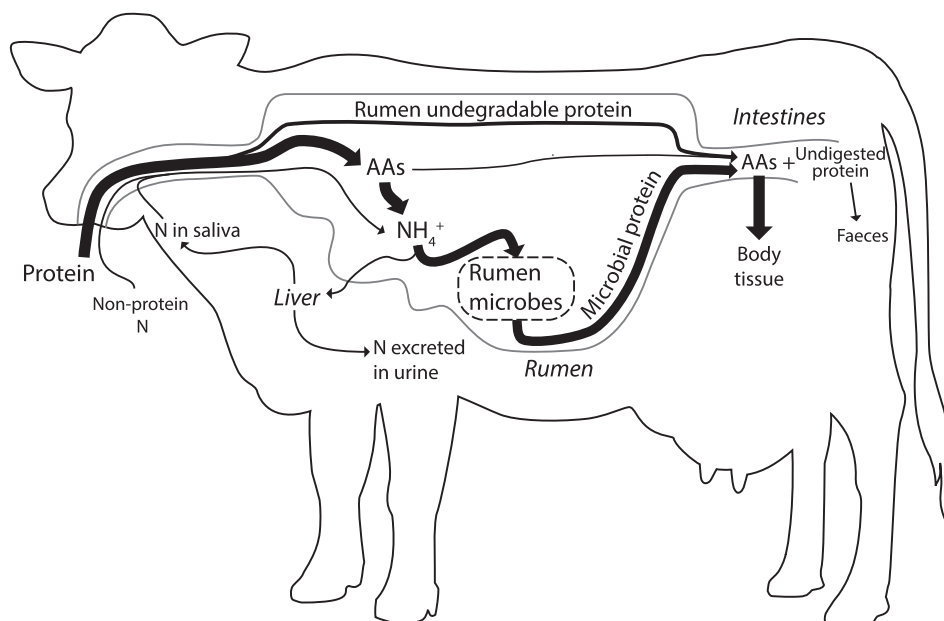 Rumen undegradable protein
Intestines
AAs
AAs +
Undigested
protein
N in saliva
NH₄⁺
Microbial protein
Faeces
Protein
Body
tissue
Rumen
microbes
Liver
Non-protein
N
N excreted
in urine
Rumen